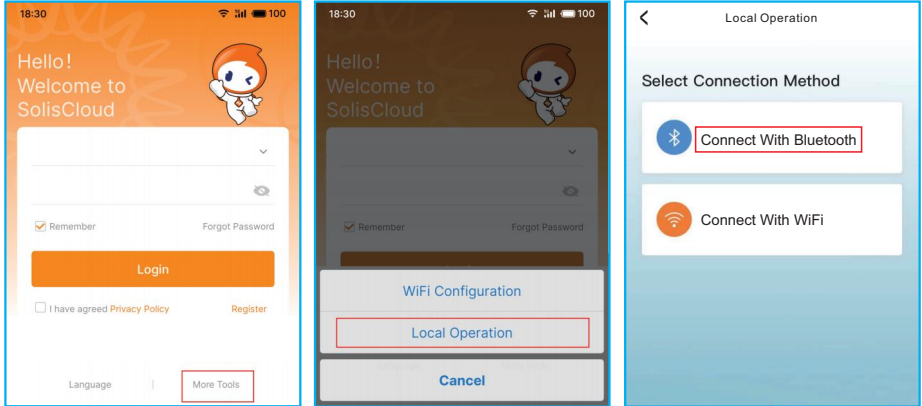 18:30
100
Hello!
Welcome to
SolisCloud
Remember
Forgot Password
Login
I have agreed Privacy Policy
Register
Language
More Tools
18:30
100
Hello!
Welcome to
SolisCloud
Remember
Forgot Password
WiFi Configuration
Local Operation
Cancel
Local Operation
Select Connection Method
Connect With Bluetooth
Connect With WiFi